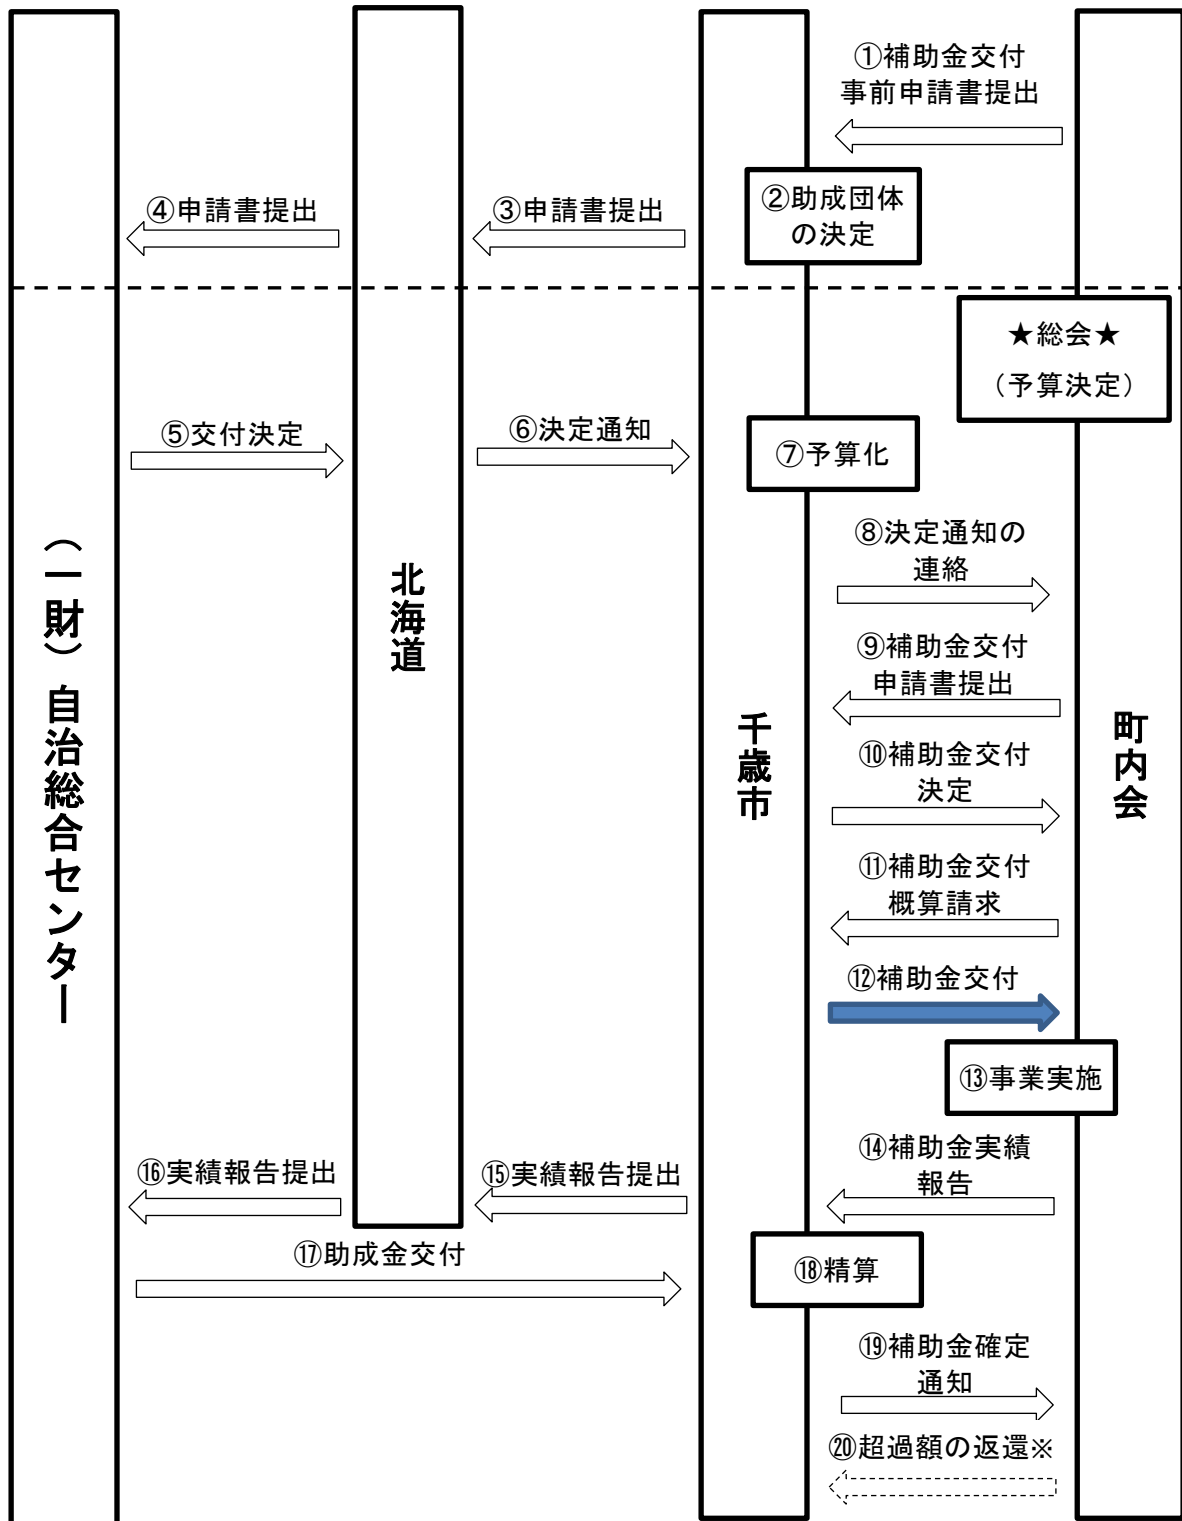 ①補助金交付
事前申請書提出
②助成団体
の決定
③申請書提出
④申請書提出
★総会★
（予算決定）
⑤交付決定
⑥決定通知
⑦予算化
⑧決定通知の
連絡
⑨補助金交付
申請書提出
⑩補助金交付
決定
⑪補助金交付
概算請求
⑫補助金交付
⑬事業実施
⑭補助金実績
報告
⑮実績報告提出
⑯実績報告提出
⑰助成金交付
⑱精算
⑲補助金確定
通知
⑳超過額の返還※
（一財）自治総合センター
北海道
千歳市
町内会